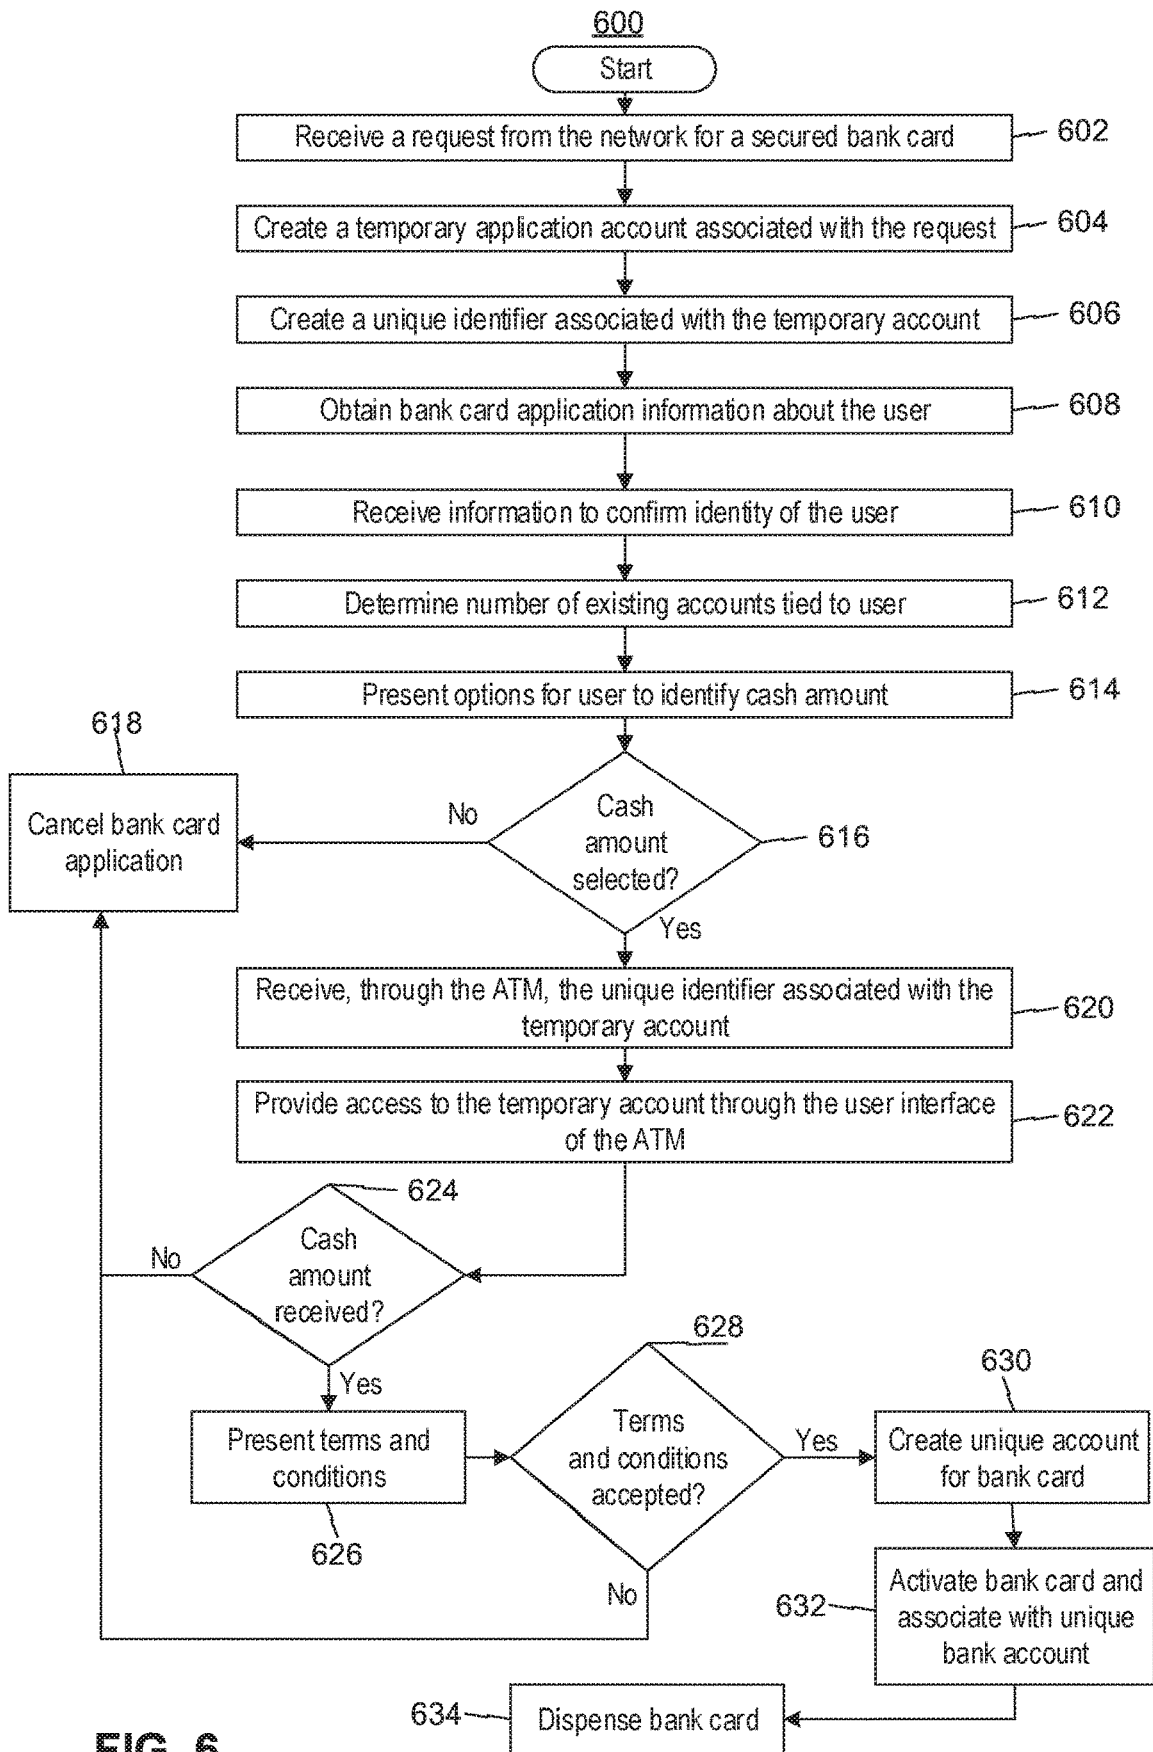 600
Start
Receive a request from the network for a secured bank card
602
Create a temporary application account associated with the request
604
Create a unique identifier associated with the temporary account
606
Obtain bank card application information about the user
608
Receive information to confirm identity of the user
610
Determine number of existing accounts tied to user
612
Present options for user to identify cash amount
614
618
Cancel bank card
application
No
Cash
amount
selected?
616
Yes
Receive, through the ATM, the unique identifier associated with the
temporary account
620
Provide access to the temporary account through the user interface
of the ATM
622
624
No
Cash
amount
received?
Yes
Present terms and
conditions
626
628
Terms
and conditions
accepted?
Yes
No
630
Create unique account
for bank card
632
Activate bank card and
associate with unique
bank account
634
Dispense bank card
FIG. 6